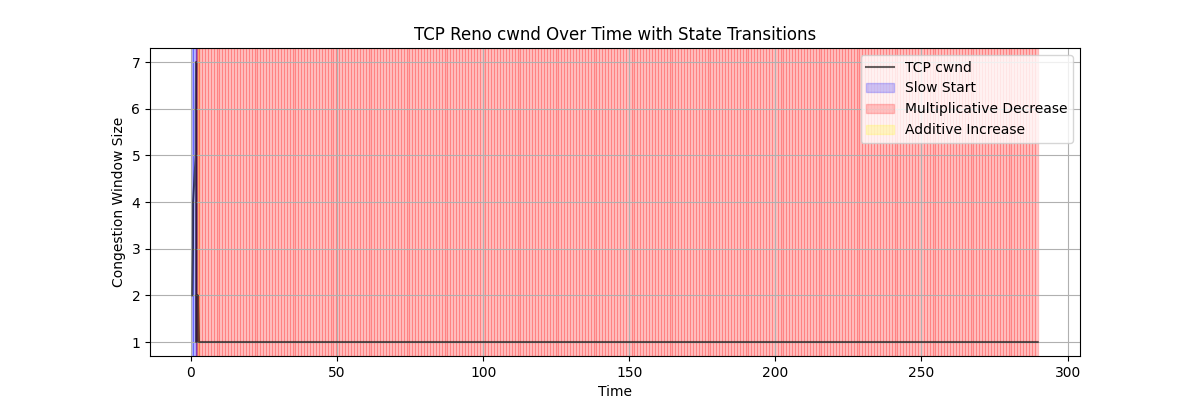 TCP Reno cwnd Over Time with State Transitions
7
6
5
4
3
2
1
Congestion Window Size
TCP cwnd
Slow Start
Multiplicative Decrease
Additive Increase
0
50
100
150
200
250
300
Time